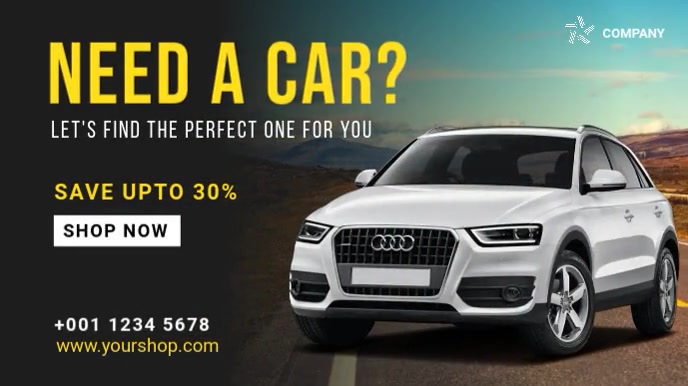 COMPANY
NEED A CAR?
LET'S FIND THE PERFECT ONE FOR YOU
SAVE UPTO 30%
SHOP NOW
+001 1234 5678
www.yourshop.com